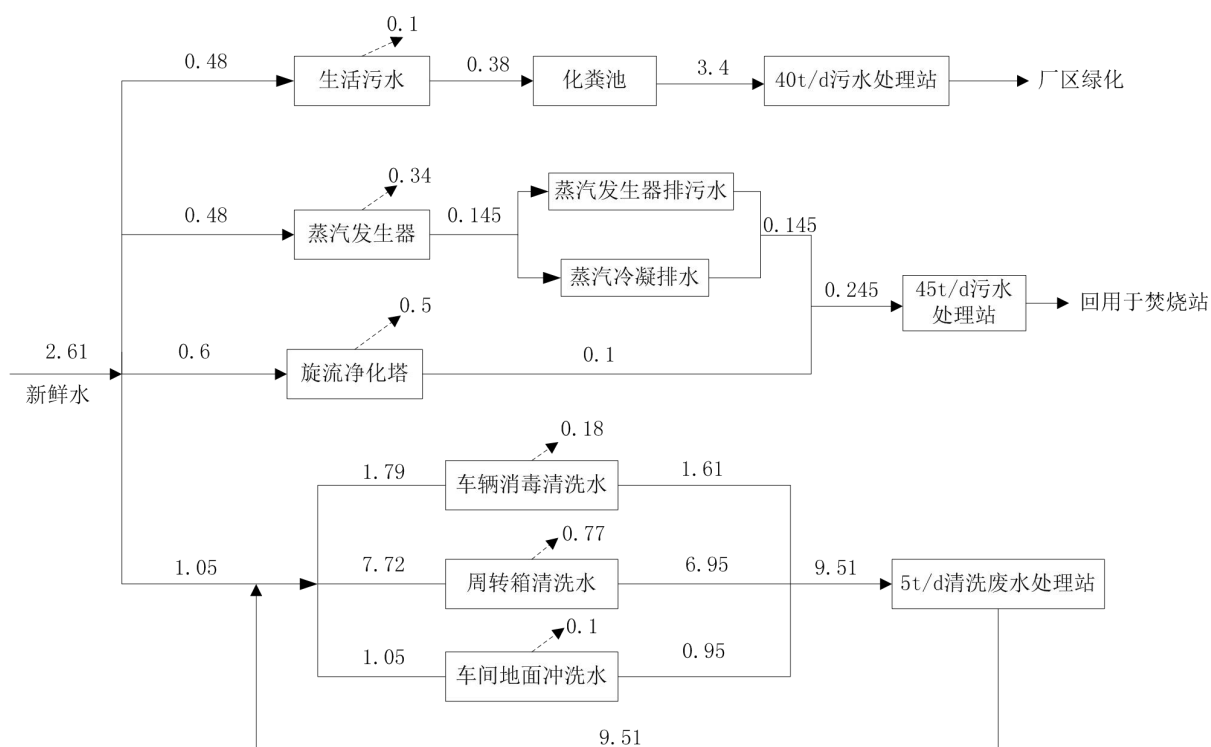 0.1
0.48
生活污水
0.38
化粪池
3.4
40t/d污水处理站
厂区绿化
0.34
0.48
蒸汽发生器
0.145
蒸汽发生器排污水
蒸汽冷凝排水
0.145
0.245
45t/d污水
处理站
回用于焚烧站
0.5
2.61
新鲜水
0.6
旋流净化塔
0.1
0.18
1.79
车辆消毒清洗水
1.61
0.77
1.05
7.72
周转箱清洗水
6.95
9.51
5t/d清洗废水处理站
0.1
1.05
车间地面冲洗水
0.95
9.51